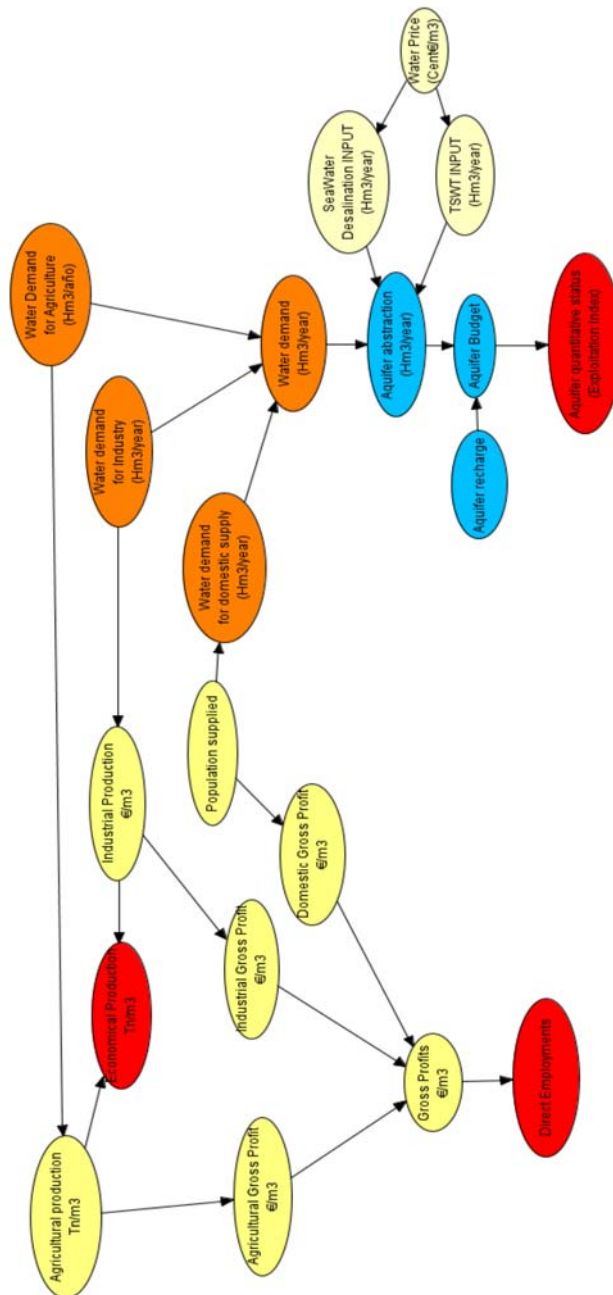 Agricultural production
Tn/m3
Water Demand
for Agriculture
(Hm3/año)
Economical Production
Tn/m3
Industrial Production
€/m3
Water demand
for Industry
(Hm3/year)
Agricultural Gross Profit
€/m3
Industrial Gross Profit
€/m3
Population supplied
Water demand
for domestic supply
(Hm3/year)
Water demand
(Hm3/year)
Domestic Gross Profit
€/m3
SeaWater
Desalination INPUT
(Hm3/year)
Water Price
(Cent€/m3)
Aquifer abstraction
(Hm3/year)
TSWT INPUT
(Hm3/year)
Gross Profits
€/m3
Aquifer recharge
Aquifer Budget
Direct Employments
Aquifer quantiative status
(Exploitation Index)